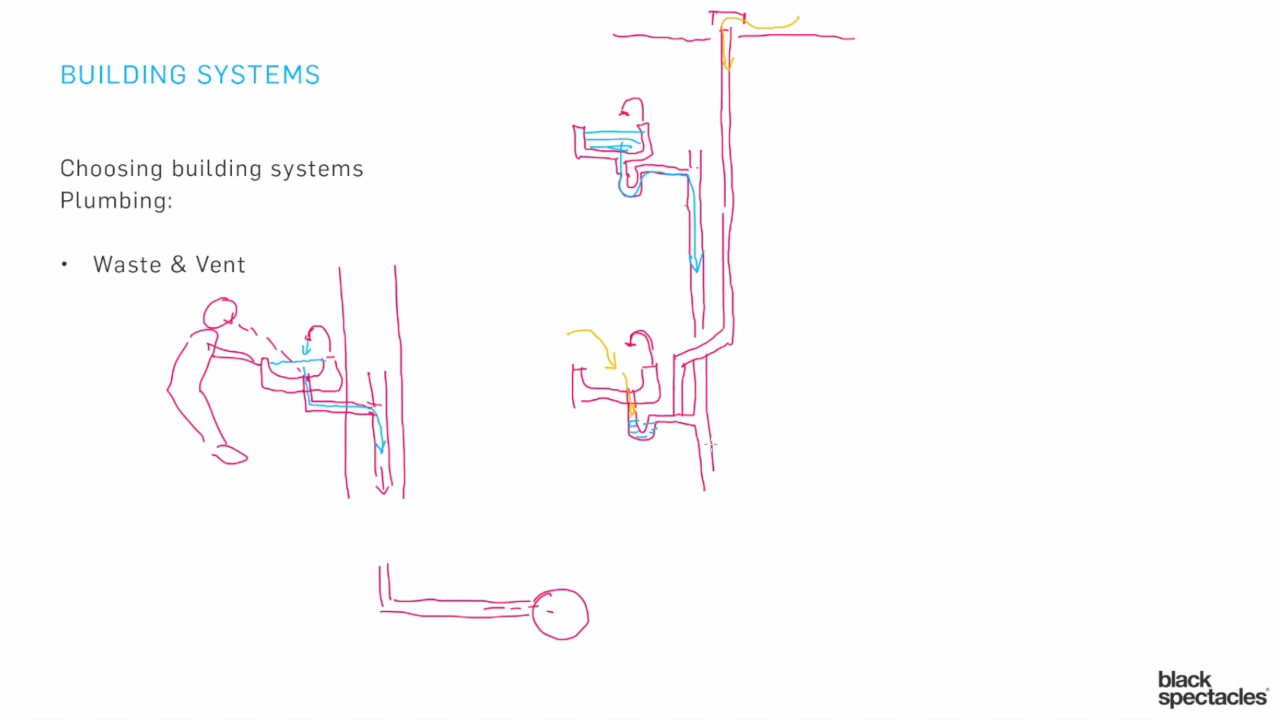 BUILDING SYSTEMS
Choosing building systems
Plumbing:
• Waste & Vent
black
spectacles®